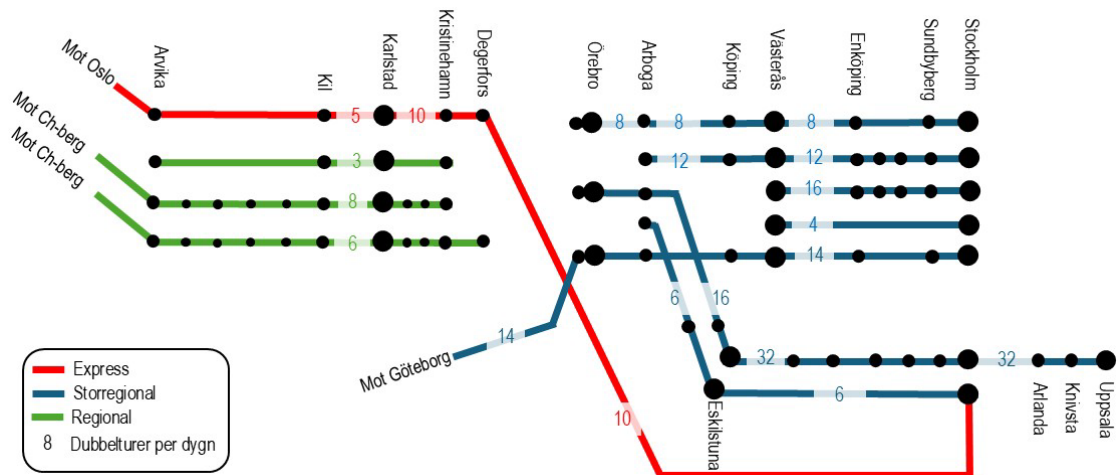 Mot Oslo
Arvika
Kil
Karlstad
Kristinehamn
Degerfors
Örebro
Arboga
Köping
Västerås
Enköping
Sundbyberg
Stockholm
Mot Ch-berg
Mot Ch-berg
5
10
8
8
8
3
12
12
8
16
6
4
14
6
16
14
Mot Göteborg
32
32
6
10
Eskilstuna
Arlanda
Knivsta
Uppsala
Express
Storregional
Regional
8 Dubbelturer per dygn